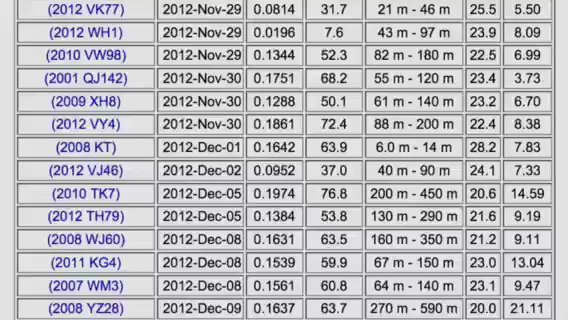 (2012 VK77) 2012-Nov-29 0.0814 31.7 21 m - 46 m 25.5 5.50
(2012 WH1) 2012-Nov-29 0.0196 7.6 43 m - 97 m 23.9 8.09
(2010 VW98) 2012-Nov-29 0.1344 52.3 82 m - 180 m 22.5 6.99
(2001 QJ142) 2012-Nov-30 0.1751 68.2 55 m - 120 m 23.4 3.73
(2009 XH8) 2012-Nov-30 0.1288 50.1 61 m - 140 m 23.2 6.70
(2012 VY4) 2012-Nov-30 0.1861 72.4 88 m - 200 m 22.4 8.38
(2008 KT) 2012-Dec-01 0.1642 63.9 6.0 m - 14 m 28.2 7.83
(2012 VJ46) 2012-Dec-02 0.0952 37.0 40 m - 90 m 24.1 7.33
(2010 TK7) 2012-Dec-05 0.1974 76.8 200 m - 450 m 20.6 14.59
(2012 TH79) 2012-Dec-05 0.1384 53.8 130 m - 290 m 21.6 9.19
(2008 WJ60) 2012-Dec-08 0.1631 63.5 160 m - 350 m 21.2 9.11
(2011 KG4) 2012-Dec-08 0.1539 59.9 67 m - 150 m 23.0 13.04
(2007 WM3) 2012-Dec-08 0.1561 60.8 64 m - 140 m 23.1 9.47
(2008 YZ28) 2012-Dec-09 0.1637 63.7 270 m - 590 m 20.0 21.11